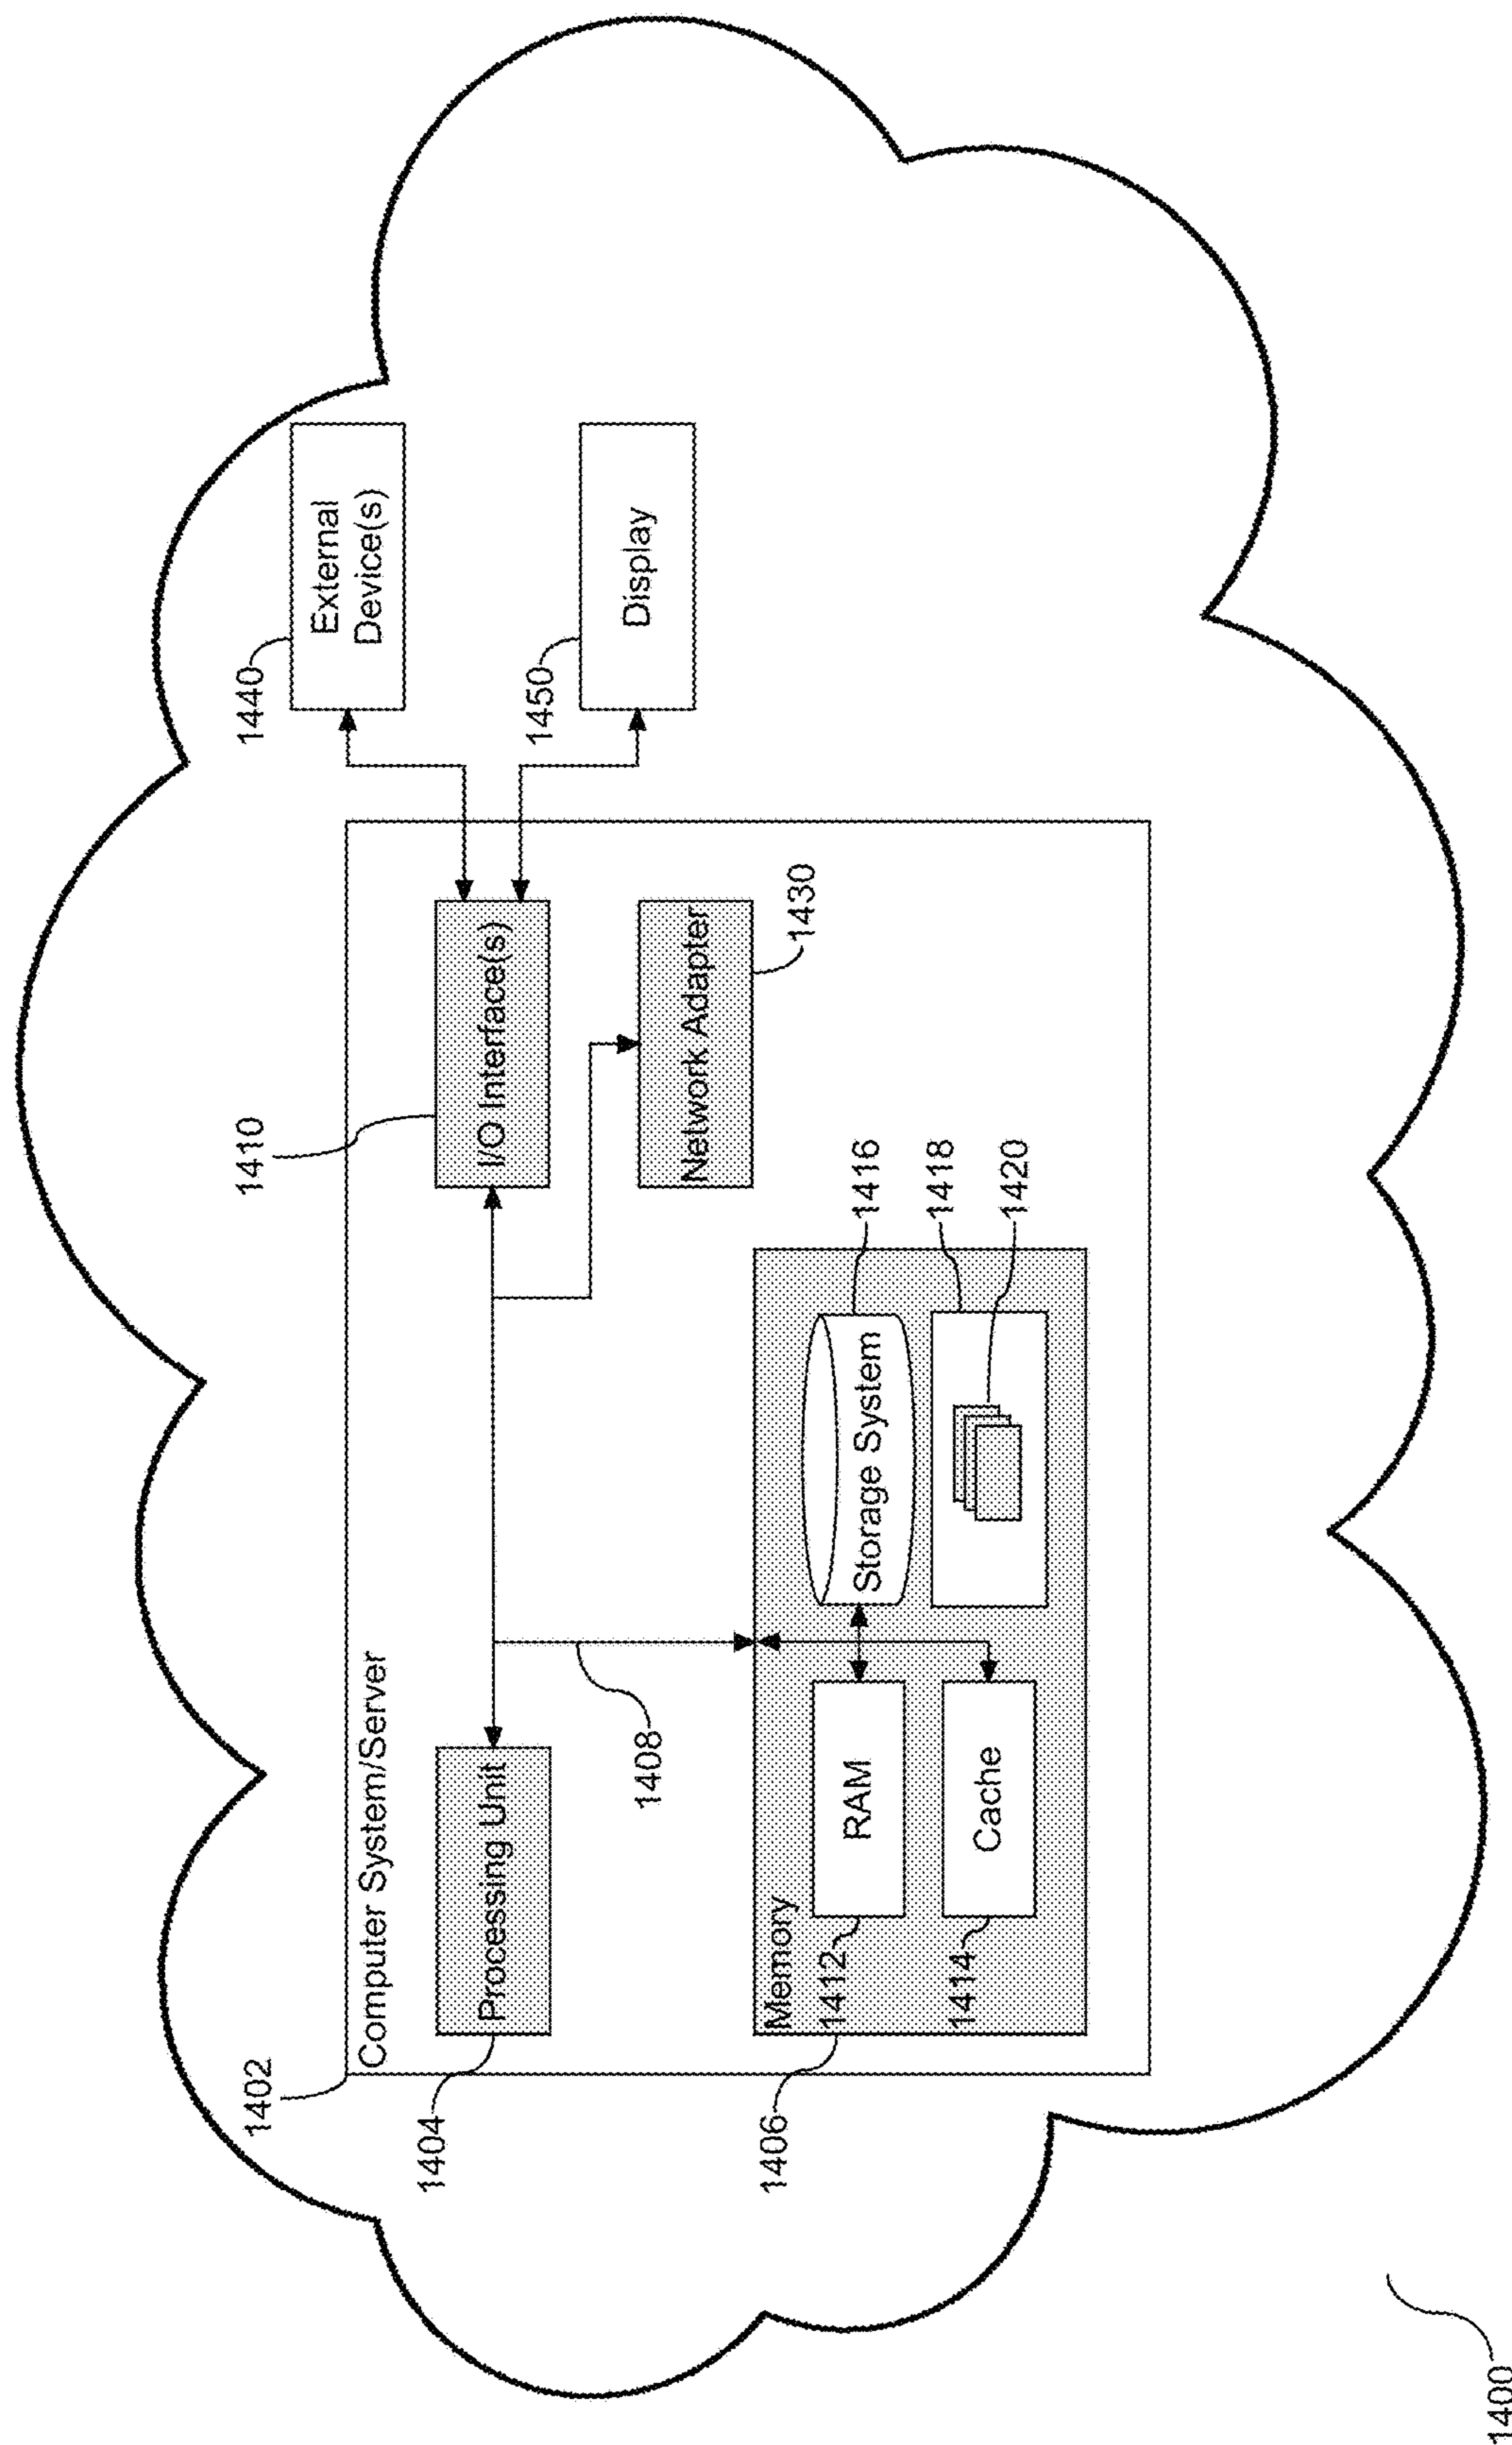 1402
Computer System/Server
1410
1440
External
Device(s)
1404
Processing Unit
I/O Interface(s)
1450
Display
1408
Network Adapter
1430
1406
Memory
1412
RAM
Storage System
1416
1414
Cache
1418
1420
1400